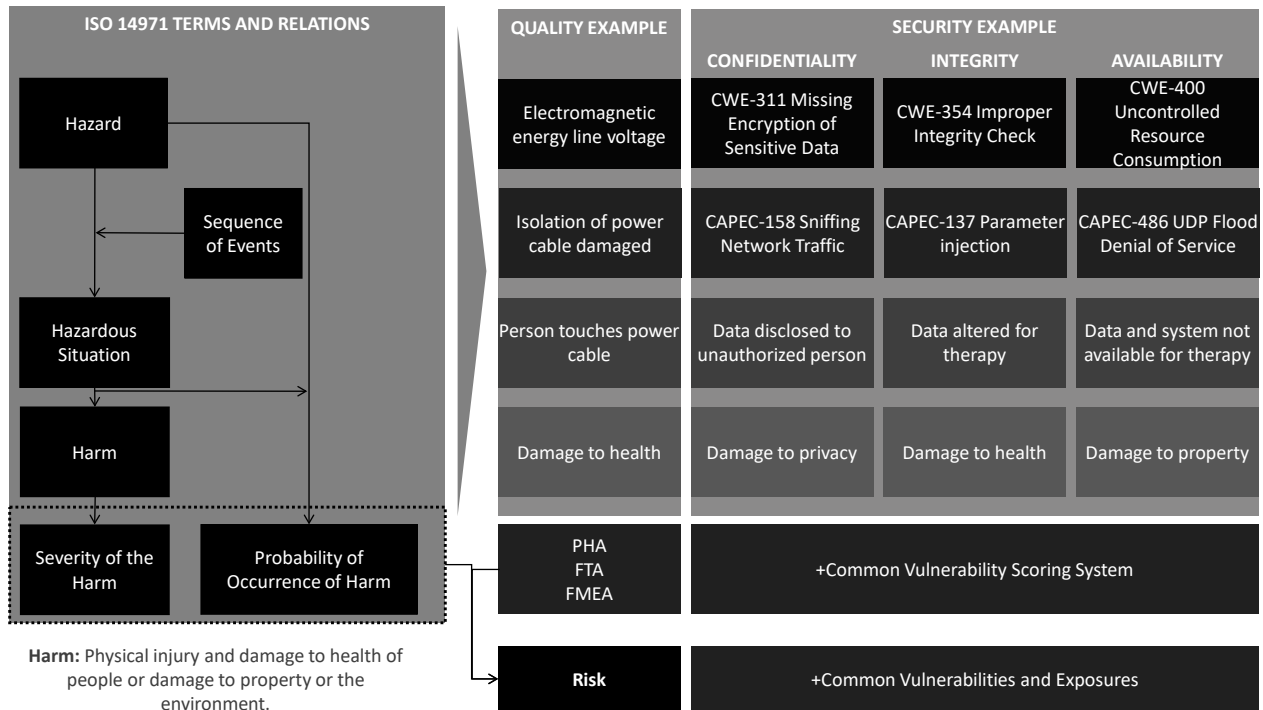 ISO 14971 TERMS AND RELATIONS
Hazard
Sequence
of Events
Hazardous
Situation
Harm
Severity of the
Harm
Probability of
Occurrence of Harm
Harm: Physical injury and damage to health of
people or damage to property or the
environment.
QUALITY EXAMPLE
Electromagnetic
energy line voltage
Isolation of power
cable damaged
Person touches power
cable
Damage to health
PHA
FTA
FMEA
Risk
SECURITY EXAMPLE
CONFIDENTIALITY
CWE-311 Missing
Encryption of
Sensitive Data
CAPEC-158 Sniffing
Network Traffic
Data disclosed to
unauthorized person
Damage to privacy
INTEGRITY
CWE-354 Improper
Integrity Check
CAPEC-137 Parameter
injection
Data altered for
therapy
Damage to health
AVAILABILITY
CWE-400
Uncontrolled
Resource
Consumption
CAPEC-486 UDP Flood
Denial of Service
Data and system not
available for therapy
Damage to property
+Common Vulnerability Scoring System
+Common Vulnerabilities and Exposures